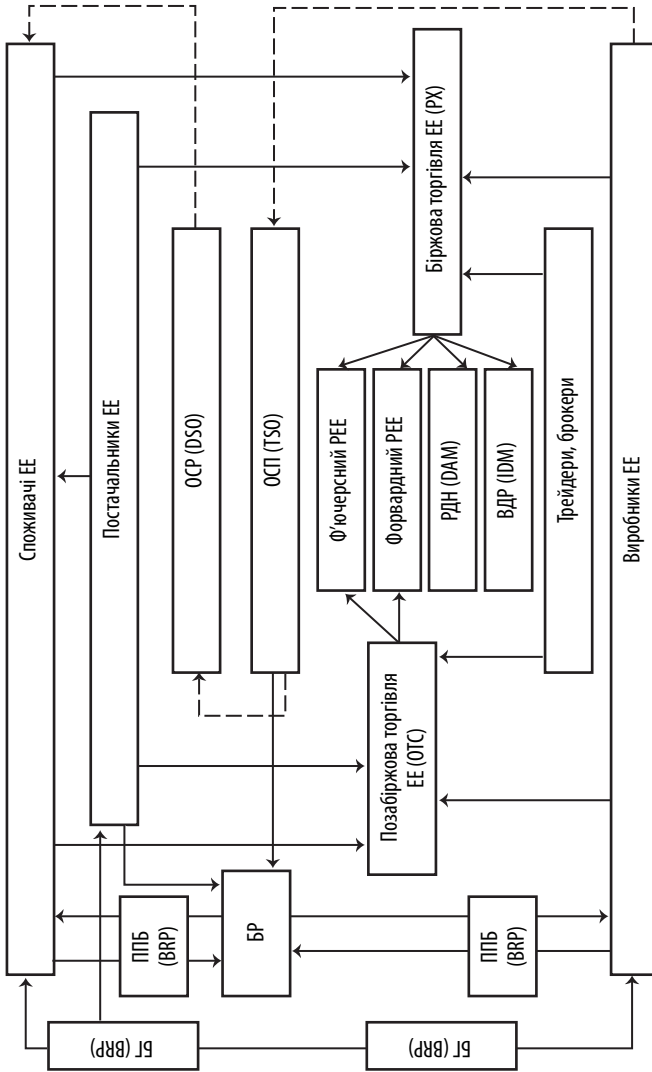 Споживачі ЕЕ
Постачальники ЕЕ
ОСР (DSO)
ОСП (TSO)
Біржова торгівля ЕЕ (PX)
Ф'ючерсний РЕЕ
Форвардний РЕЕ
РДН (DAM)
ВДР (IDM)
Позабіржова торгівля
ЕЕ (OTC)
Трейдери, брокери
Виробники ЕЕ
ППБ
(BRP)
БР
ППБ
(BRP)
БГ (BRP)
БГ (BRP)